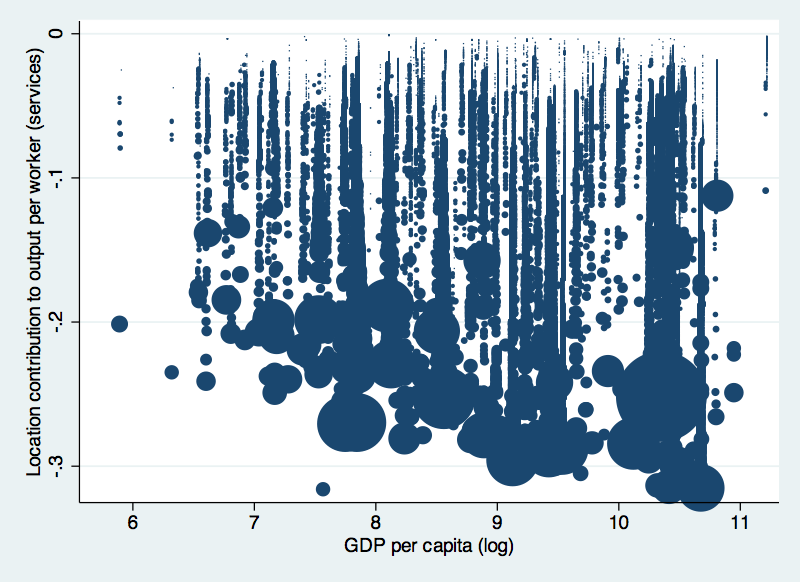 Location contribution to output per worker (services)
0
-.1
-.2
-.3
6 7 8 9 10 11
GDP per capita (log)